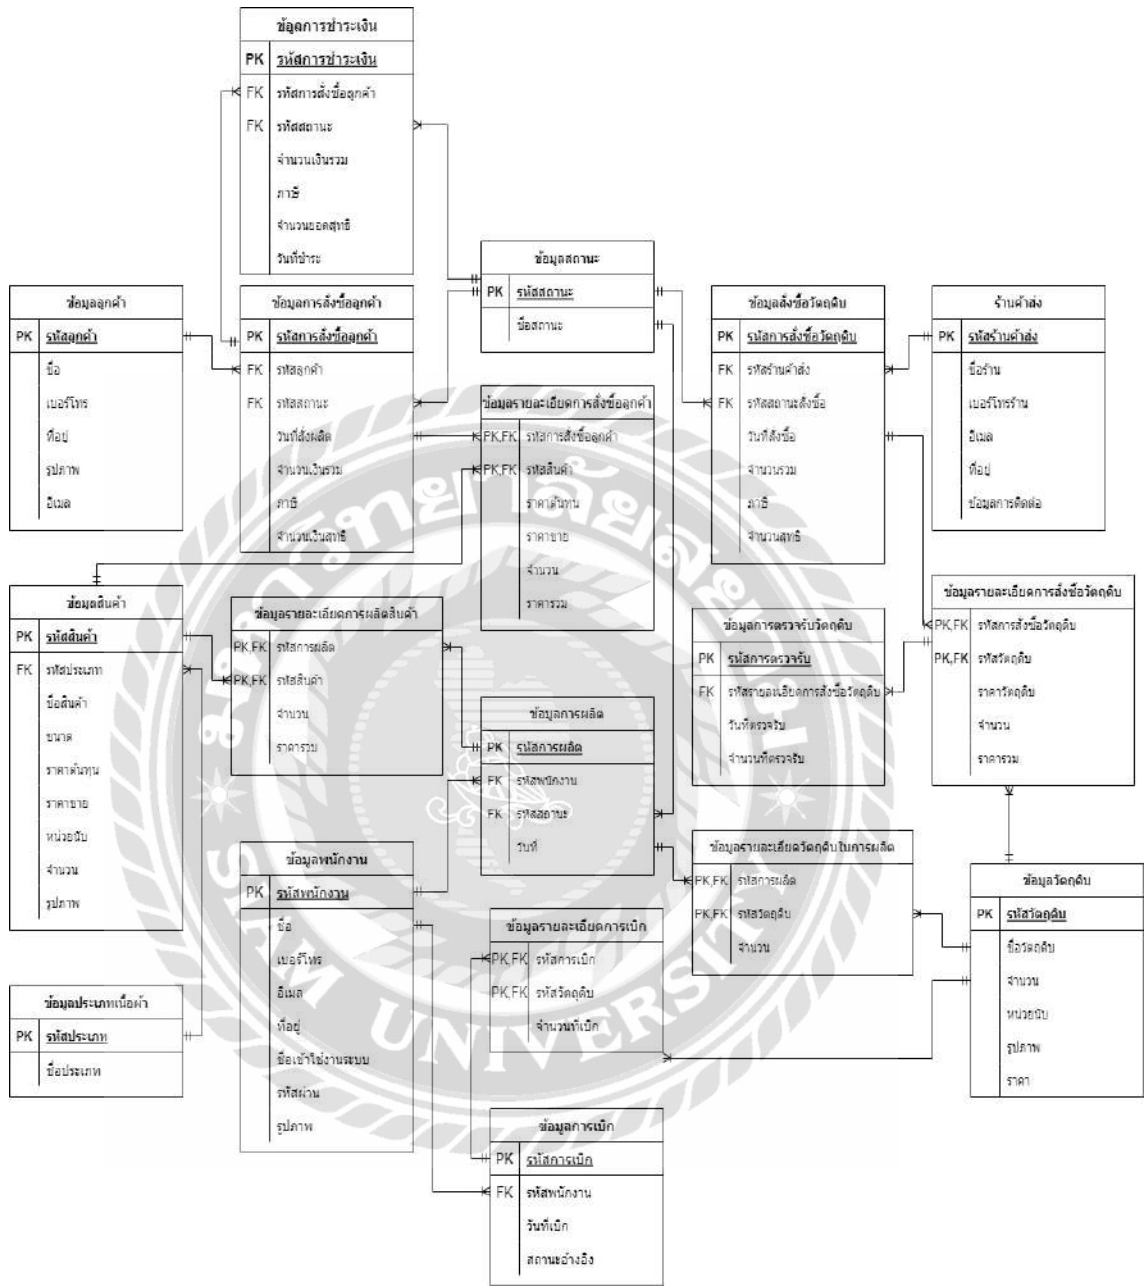 ข้อมูลการชำระเงิน
PK รหัสการชำระเงิน
FK รหัสการสั่งซื้อลูกค้า
FK รหัสสถานะ
จำนวนเงินรวม
ภาษี
จำนวนยอดสุทธิ
วันที่ชำระ
ข้อมูลสถานะ
PK รหัสสถานะ
ชื่อสถานะ
ข้อมูลลูกค้า
PK รหัสลูกค้า
ชื่อ
เบอร์โทร
ที่อยู่
รูปภาพ
อีเมล
ข้อมูลการสั่งซื้อลูกค้า
PK รหัสการสั่งซื้อลูกค้า
FK รหัสลูกค้า
FK รหัสสถานะ
วันที่สั่งผลิต
จำนวนเงินรวม
ภาษี
จำนวนเงินสุทธิ
ข้อมูลสั่งซื้อวัตถุดิบ
PK รหัสการสั่งซื้อวัตถุดิบ
FK รหัสร้านค้าส่ง
FK รหัสสถานะสั่งซื้อ
วันที่สั่งซื้อ
จำนวนรวม
ภาษี
จำนวนสุทธิ
ร้านค้าส่ง
PK รหัสร้านค้าส่ง
ชื่อร้าน
เบอร์โทรร้าน
อีเมล
ที่อยู่
ข้อมูลการติดต่อ
ข้อมูลรายละเอียดการสั่งซื้อลูกค้า
PK,FK รหัสการสั่งซื้อลูกค้า
PK,FK รหัสสินค้า
ราคาต้นทุน
ราคาขาย
จำนวน
ราคารวม
ข้อมูลสินค้า
PK รหัสสินค้า
FK รหัสประเภท
ชื่อสินค้า
ขนาด
ราคาต้นทุน
ราคาขาย
หน่วยนับ
จำนวน
รูปภาพ
ข้อมูลรายละเอียดการผลิตสินค้า
PK,FK รหัสการผลิต
PK,FK รหัสสินค้า
จำนวน
ราคารวม
ข้อมูลการตรวจรับวัตถุดิบ
PK รหัสการตรวจรับ
FK รหัสรายละเอียดการสั่งซื้อวัตถุดิบ
วันที่ตรวจรับ
จำนวนที่ตรวจรับ
ข้อมูลรายละเอียดการสั่งซื้อวัตถุดิบ
PK,FK รหัสการสั่งซื้อวัตถุดิบ
PK,FK รหัสวัตถุดิบ
ราคาวัตถุดิบ
จำนวน
ราคารวม
ข้อมูลการผลิต
PK รหัสการผลิต
FK รหัสพนักงาน
FK รหัสสถานะ
วันที่
ข้อมูลพนักงาน
PK รหัสพนักงาน
ชื่อ
เบอร์โทร
อีเมล
ที่อยู่
ชื่อเข้าใช้งานระบบ
รหัสผ่าน
รูปภาพ
ข้อมูลรายละเอียดวัตถุดิบในการผลิต
PK,FK รหัสการผลิต
PK,FK รหัสวัตถุดิบ
จำนวน
ข้อมูลวัตถุดิบ
PK รหัสวัตถุดิบ
ชื่อวัตถุดิบ
จำนวน
หน่วยนับ
รูปภาพ
ราคา
ข้อมูลรายละเอียดการเบิก
PK,FK รหัสการเบิก
PK,FK รหัสวัตถุดิบ
จำนวนที่เบิก
ข้อมูลประเภทเนื้อผ้า
PK รหัสประเภท
ชื่อประเภท
ข้อมูลการเบิก
PK รหัสการเบิก
FK รหัสพนักงาน
วันที่เบิก
สถานะอ้างอิง
มหาวิทยาลัยสยาม
SIAM UNIVERSITY